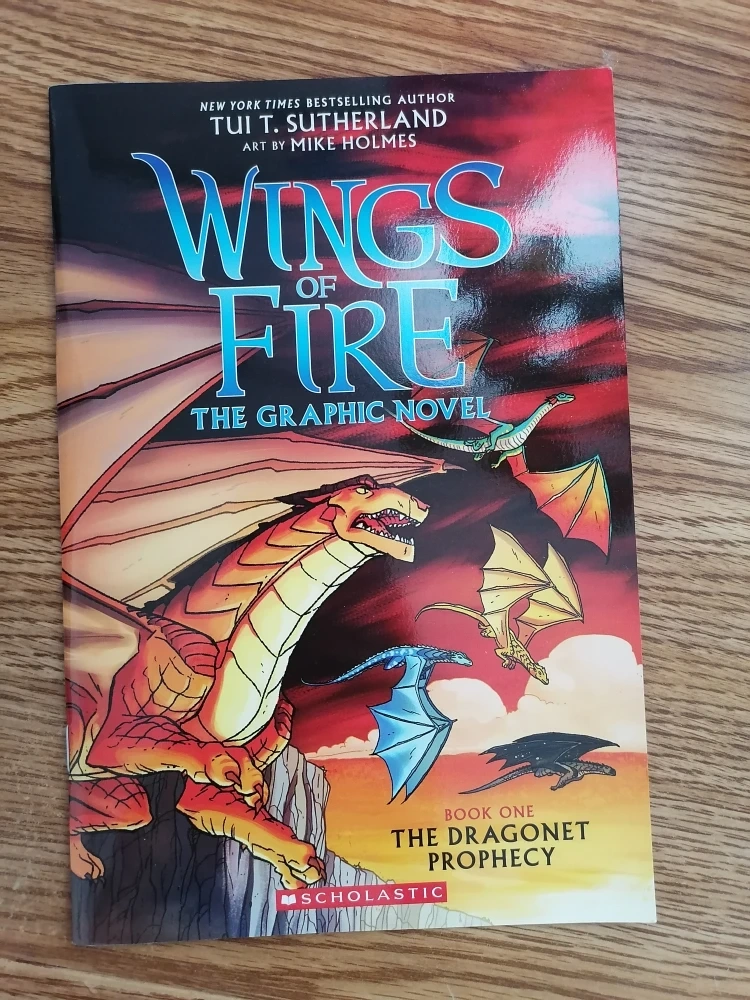 NEW YORK TIMES BESTSELLING AUTHOR
TUI T. SUTHERLAND
ART BY MIKE HOLMES
WINGS
OF
FIRE
THE GRAPHIC NOVEL
BOOK ONE
THE DRAGONET
PROPHECY
SCHOLASTIC